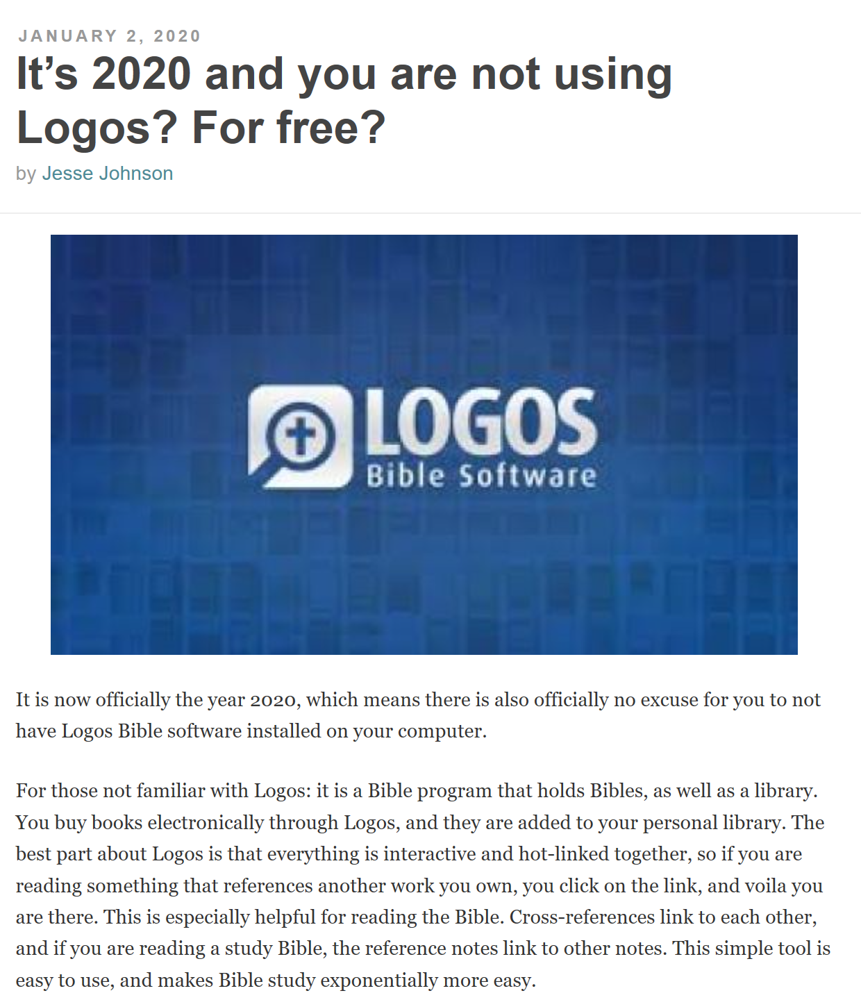 JANUARY 2, 2020
It’s 2020 and you are not using
Logos? For free?
by Jesse Johnson
LOGOS
Bible Software
It is now officially the year 2020, which means there is also officially no excuse for you to not
have Logos Bible software installed on your computer.
For those not familiar with Logos: it is a Bible program that holds Bibles, as well as a library.
You buy books electronically through Logos, and they are added to your personal library. The
best part about Logos is that everything is interactive and hot-linked together, so if you are
reading something that references another work you own, you click on the link, and voila you
are there. This is especially helpful for reading the Bible. Cross-references link to each other,
and if you are reading a study Bible, the reference notes link to other notes. This simple tool is
easy to use, and makes Bible study exponentially more easy.